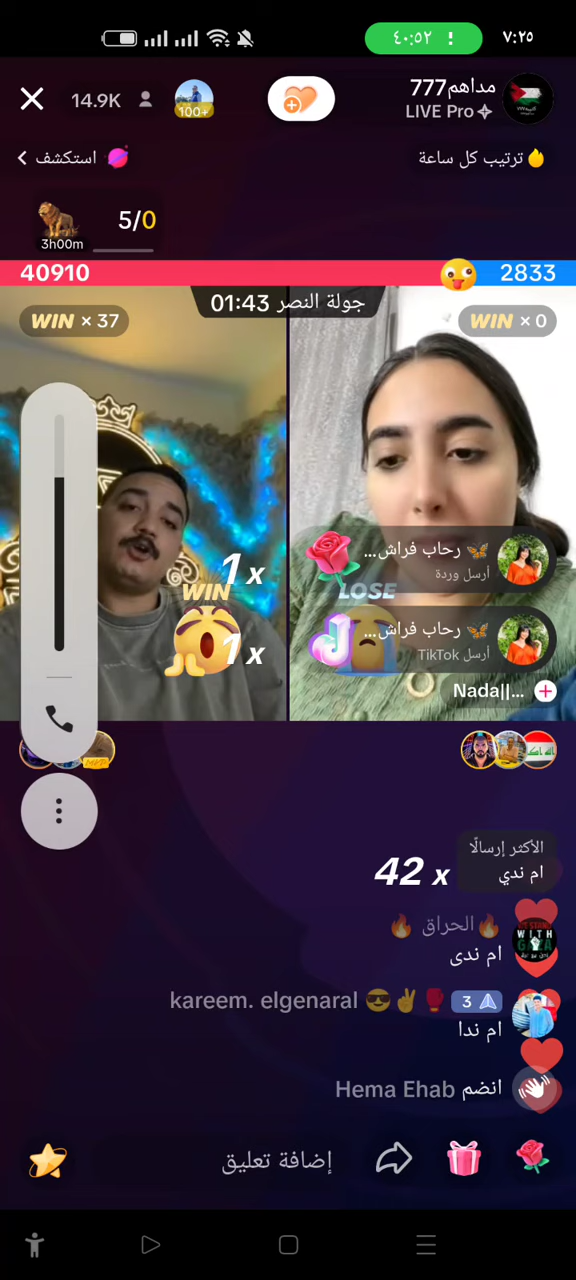 ٤٠:٥٢
٧:٢٥
14.9K
100+
مداهم777
LIVE Pro
استكشف
ترتيب كل ساعة
5/0
3h00m
40910
2833
جولة النصر 01:43
WIN × 37
WIN × 0
رحاب فراش...
أرسل وردة
1 x
WIN
LOSE
رحاب فراش...
أرسل TikTok
1 x
Nada||...
الأكثر إرسالًا
ام ندي
42 x
الحراق
ام ندى
kareem. elgenaral
3
ام ندا
Hema Ehab انضم
إضافة تعليق